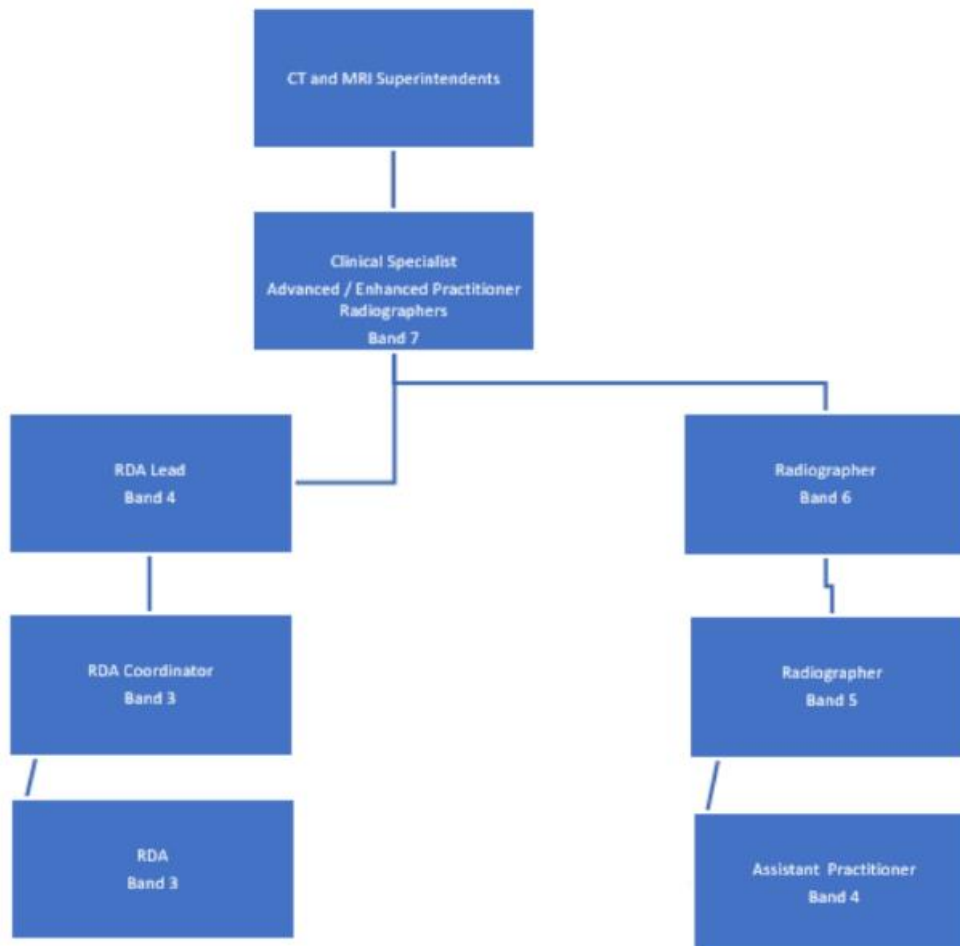 CT and MRI Superintendents
Clinical Specialist
Advanced / Enhanced Practitioner
Radiographers
Band 7
RDA Lead
Band 4
Radiographer
Band 6
RDA Coordinator
Band 3
Radiographer
Band 5
RDA
Band 3
Assistant Practitioner
Band 4